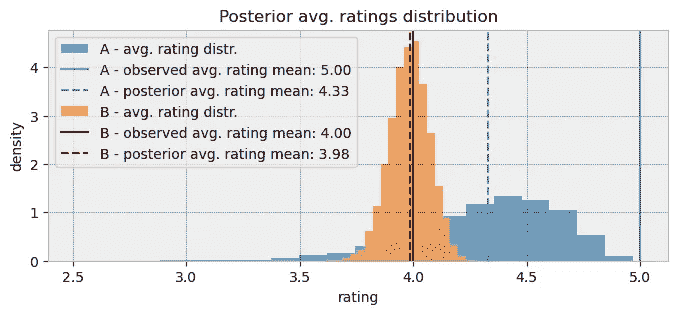 Posterior avg. ratings distribution
A - avg. rating distr.
A - observed avg. rating mean: 5.00
A - posterior avg. rating mean: 4.33
B - avg. rating distr.
B - observed avg. rating mean: 4.00
B - posterior avg. rating mean: 3.98
density
4
3
2
1
0
2.5 3.0 3.5 4.0 4.5 5.0
rating